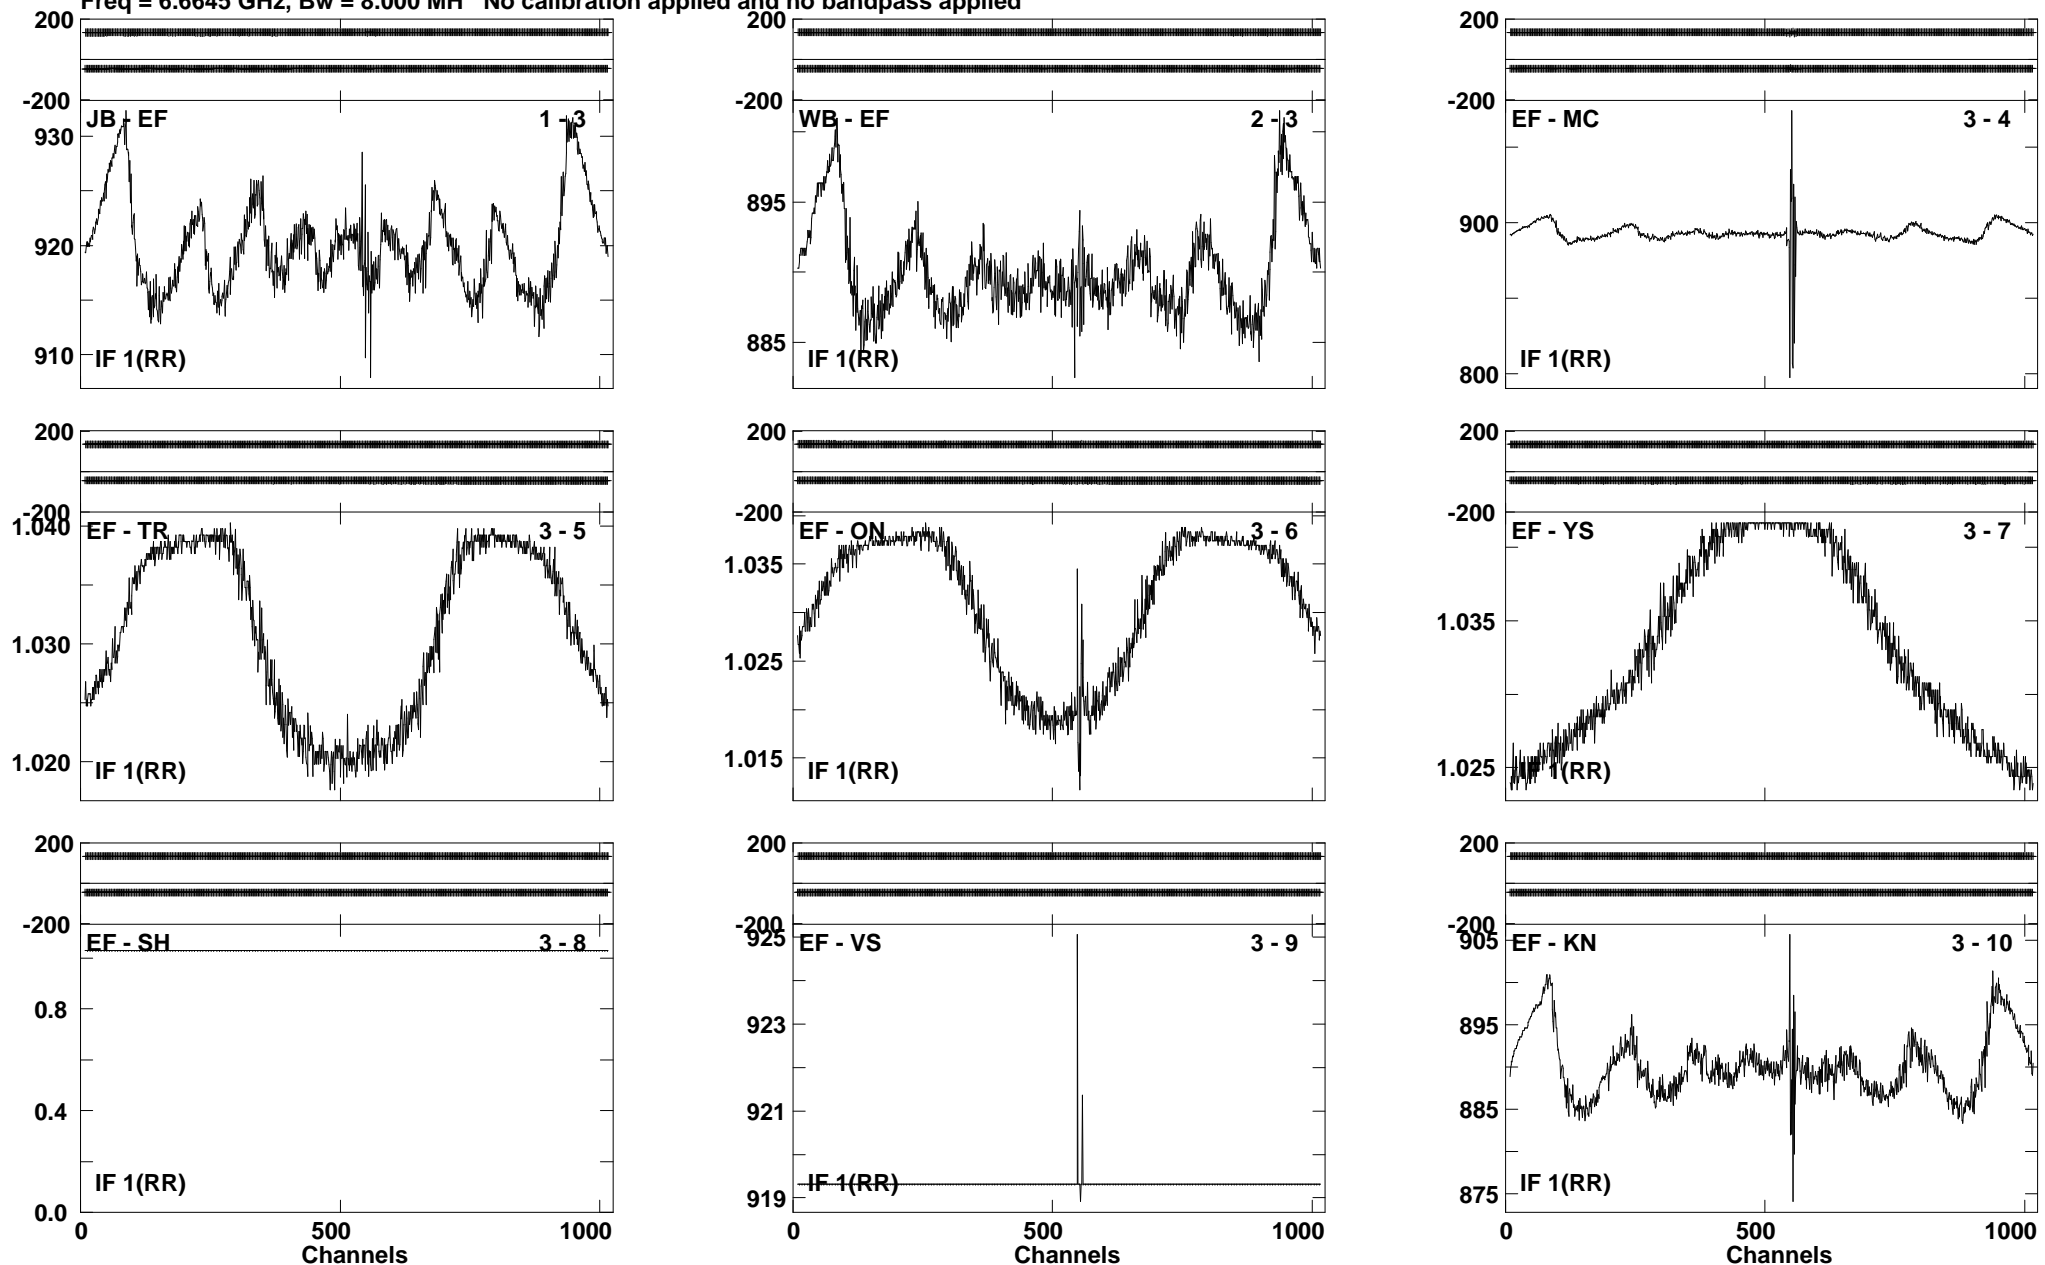 Freq = 6.6645 GHz, Bw = 8.000 MH No calibration applied and no bandpass applied
200
-200
JB - EF 1 - 3
930
920
910
IF 1(RR)
200
-200
WB - EF 2 - 3
895
885
IF 1(RR)
200
-200
EF - MC 3 - 4
900
800
IF 1(RR)
200
-200
1.040
EF - TR 3 - 5
1.030
1.020
IF 1(RR)
200
-200
EF - ON 3 - 6
1.035
1.025
1.015
IF 1(RR)
200
-200
EF - YS 3 - 7
1.035
1.025
IF 1(RR)
200
-200
EF - SH 3 - 8
0.8
0.4
IF 1(RR)
0.0
0 500 1000
Channels
200
-200
925
EF - VS 3 - 9
923
921
919
IF 1(RR)
0 500 1000
Channels
200
-200
905
EF - KN 3 - 10
895
885
875
IF 1(RR)
0 500 1000
Channels